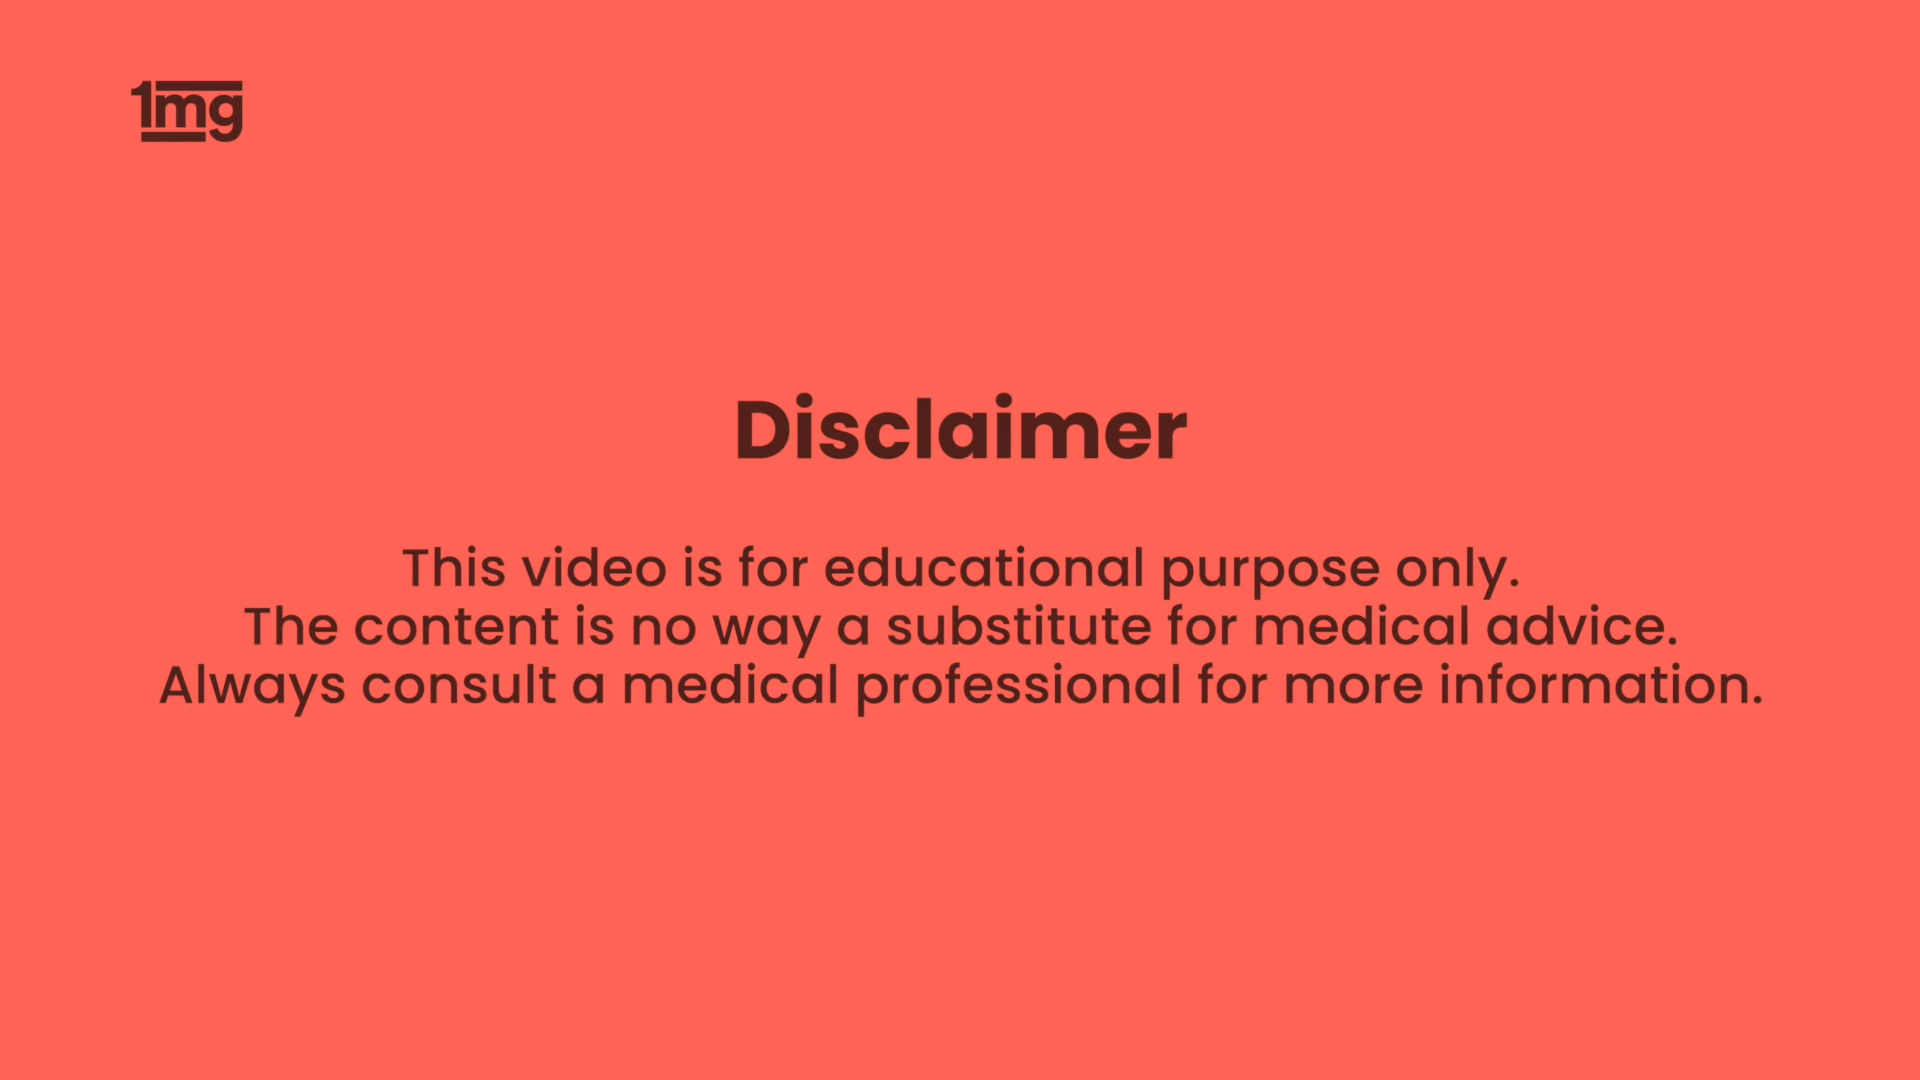 1mg
Disclaimer
This video is for educational purpose only.
The content is no way a substitute for medical advice.
Always consult a medical professional for more information.